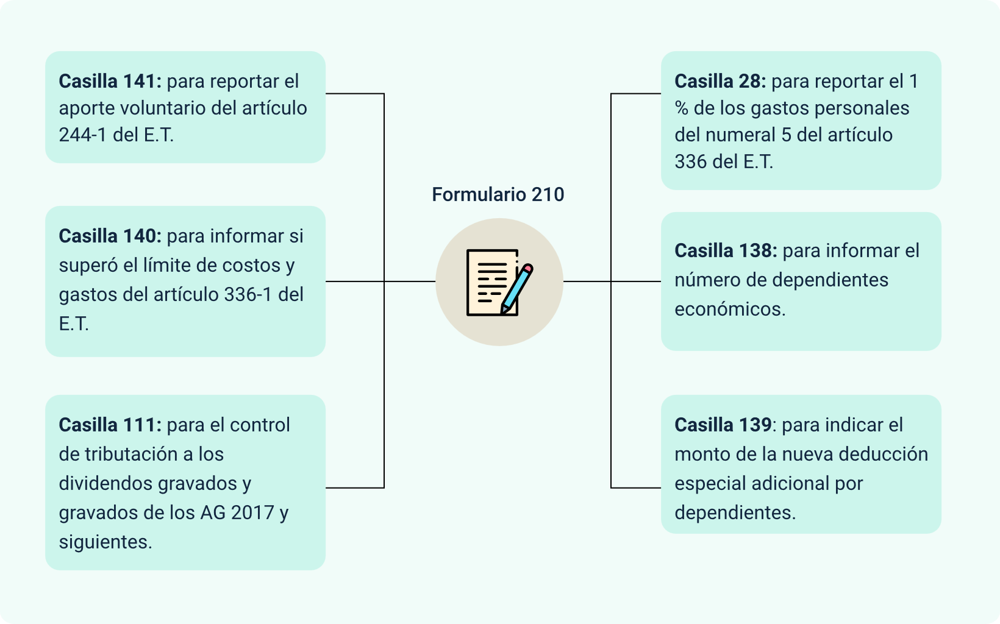 Casilla 141: para reportar el
aporte voluntario del artículo
244-1 del E.T.
Casilla 140: para informar si
superó el límite de costos y
gastos del artículo 336-1 del
E.T.
Casilla 111: para el control
de tributación a los
dividendos gravados y
gravados de los AG 2017 y
siguientes.
Formulario 210
Casilla 28: para reportar el 1
% de los gastos personales
del numeral 5 del artículo
336 del E.T.
Casilla 138: para informar el
número de dependientes
económicos.
Casilla 139: para indicar el
monto de la nueva deducción
especial adicional por
dependientes.